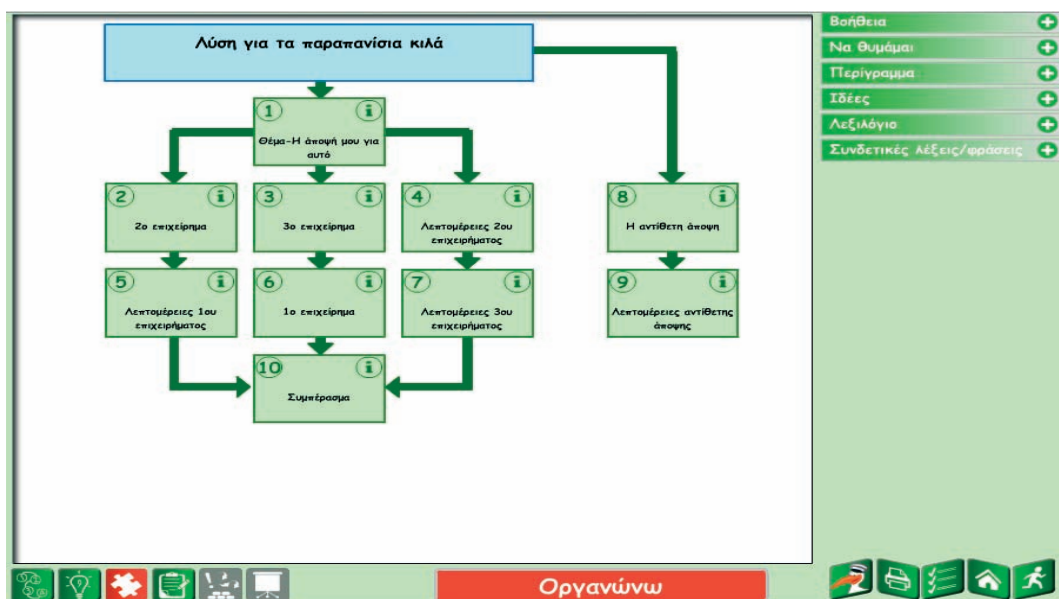 Λύση για τα παραπανίσια κιλά
1 i
Θέμα-Η άποψή μου για
αυτό
2 i
2ο επιχείρημα
3 i
3ο επιχείρημα
4 i
Λεπτομέρειες 2ου
επιχειρήματος
8 i
Η αντίθετη άποψη
5 i
Λεπτομέρειες 1ου
επιχειρήματος
6 i
1ο επιχείρημα
7 i
Λεπτομέρειες 3ου
επιχειρήματος
9 i
Λεπτομέρειες αντίθετης
άποψης
10 i
Συμπέρασμα
Βοήθεια
Να θυμάμαι
Περίγραμμα
Ιδέες
Λεξιλόγιο
Συνδετικές λέξεις/φράσεις
Οργανώνω